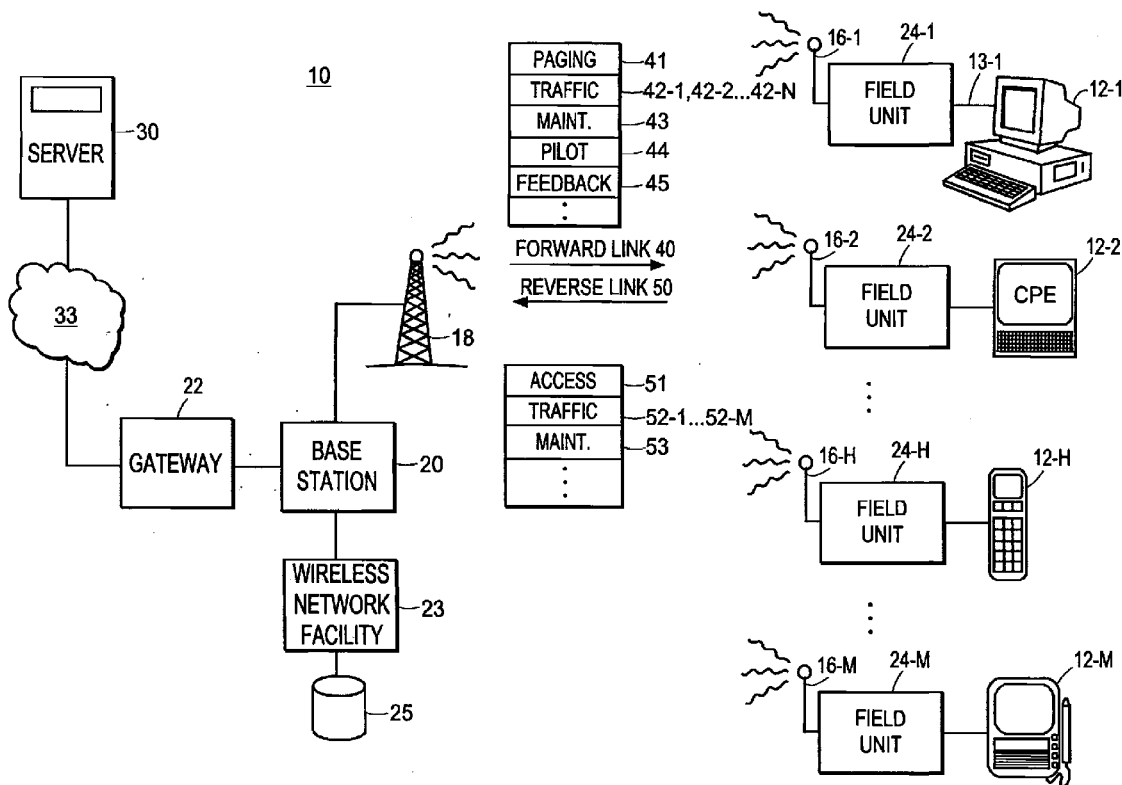 10
SERVER
30
33
22
GATEWAY
BASE
STATION
20
WIRELESS
NETWORK
FACILITY
23
25
18
PAGING
41
TRAFFIC
42-1,42-2...42-N
MAINT.
43
PILOT
44
FEEDBACK
45
FORWARD LINK 40
REVERSE LINK 50
ACCESS
51
TRAFFIC
52-1...52-M
MAINT.
53
16-1
24-1
FIELD
UNIT
13-1
12-1
16-2
24-2
FIELD
UNIT
12-2
CPE
16-H
24-H
FIELD
UNIT
12-H
16-M
24-M
FIELD
UNIT
12-M